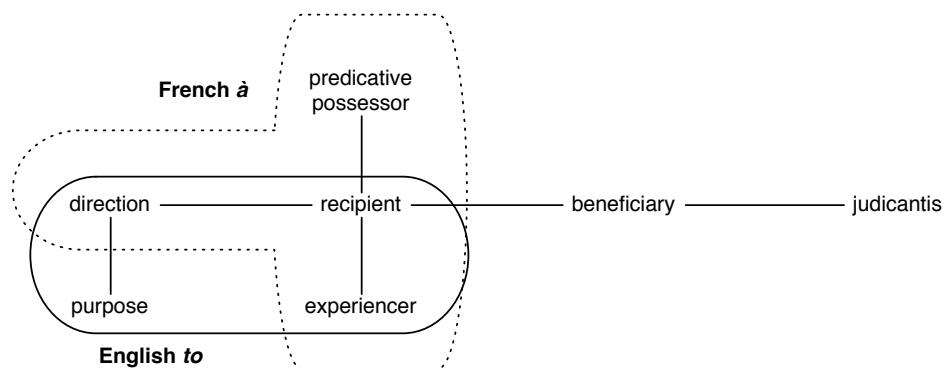 predicative
possessor
French à
direction recipient beneficiary judicantis
purpose experiencer
English to